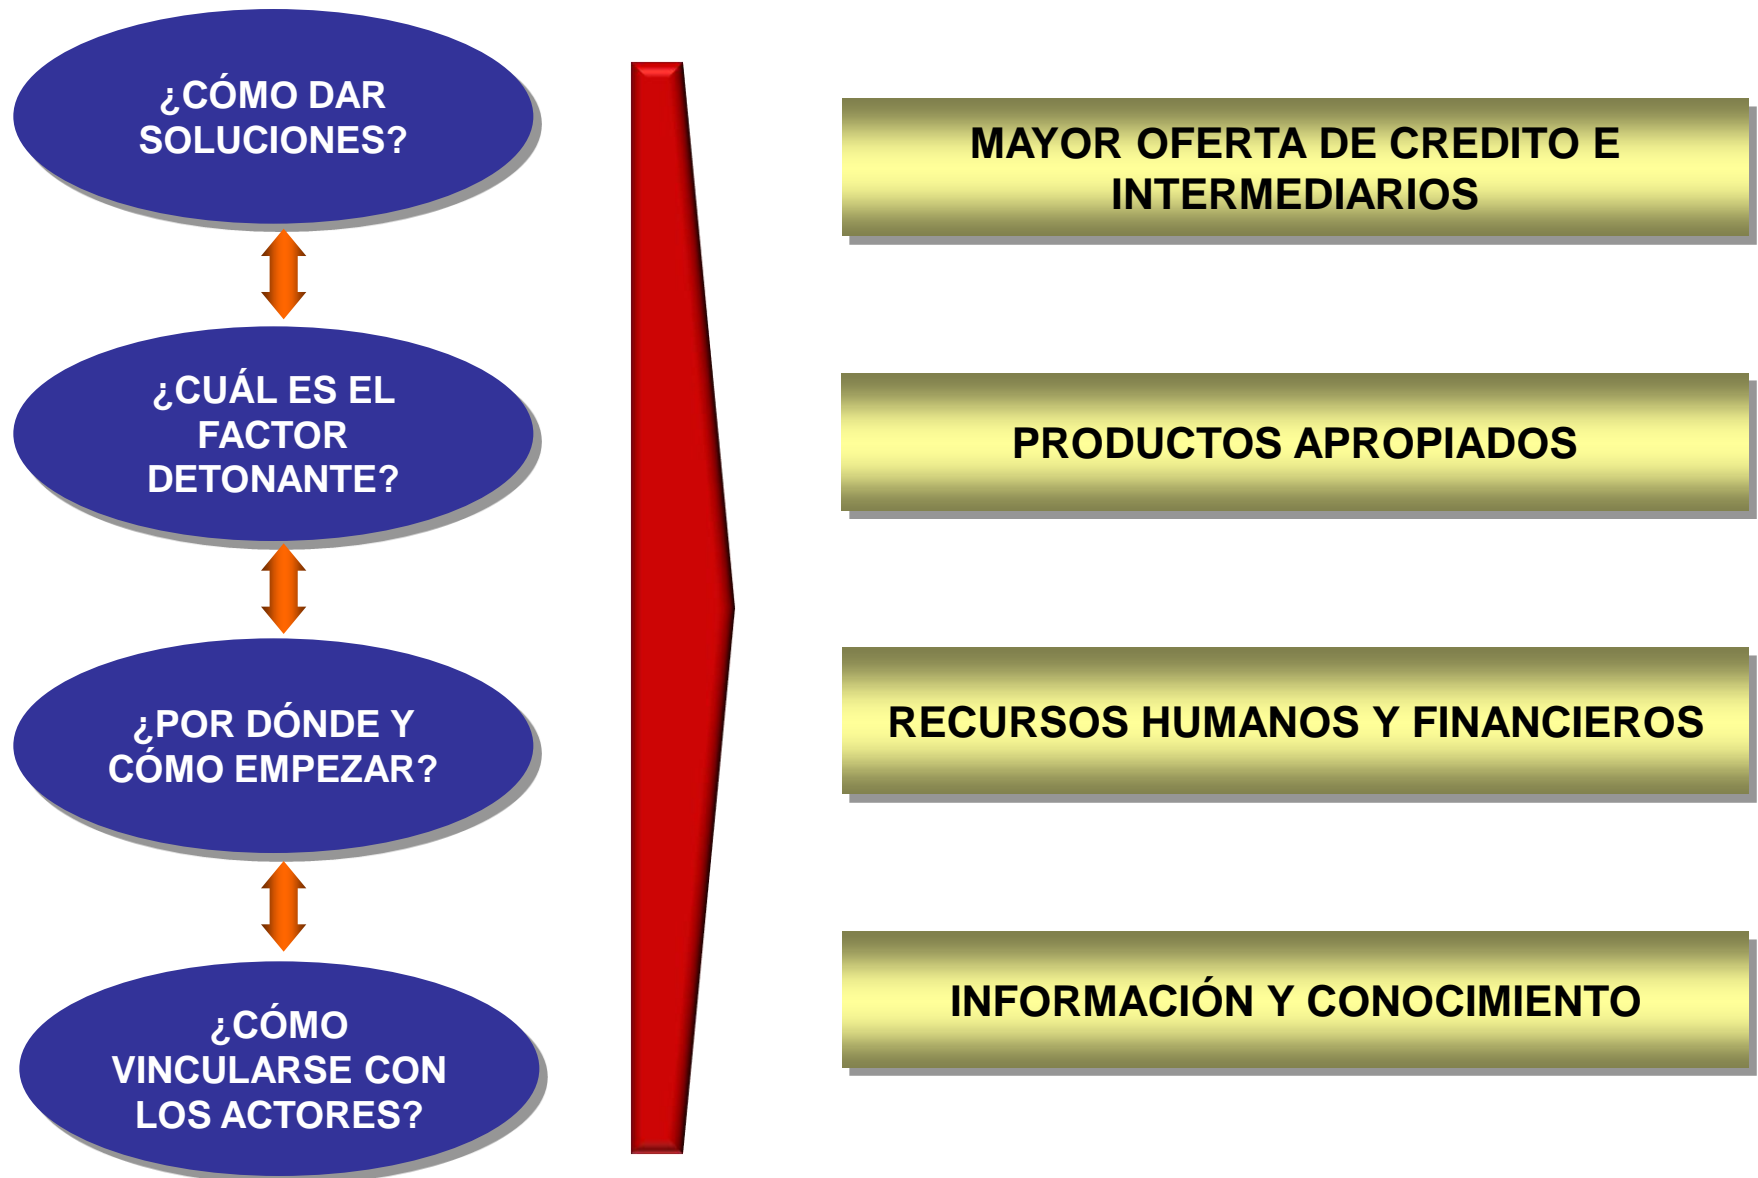 ¿CÓMO DAR
SOLUCIONES?
¿CUÁL ES EL
FACTOR
DETONANTE?
¿POR DÓNDE Y
CÓMO EMPEZAR?
¿CÓMO
VINCULARSE CON
LOS ACTORES?
MAYOR OFERTA DE CREDITO E
INTERMEDIARIOS
PRODUCTOS APROPIADOS
RECURSOS HUMANOS Y FINANCIEROS
INFORMACIÓN Y CONOCIMIENTO